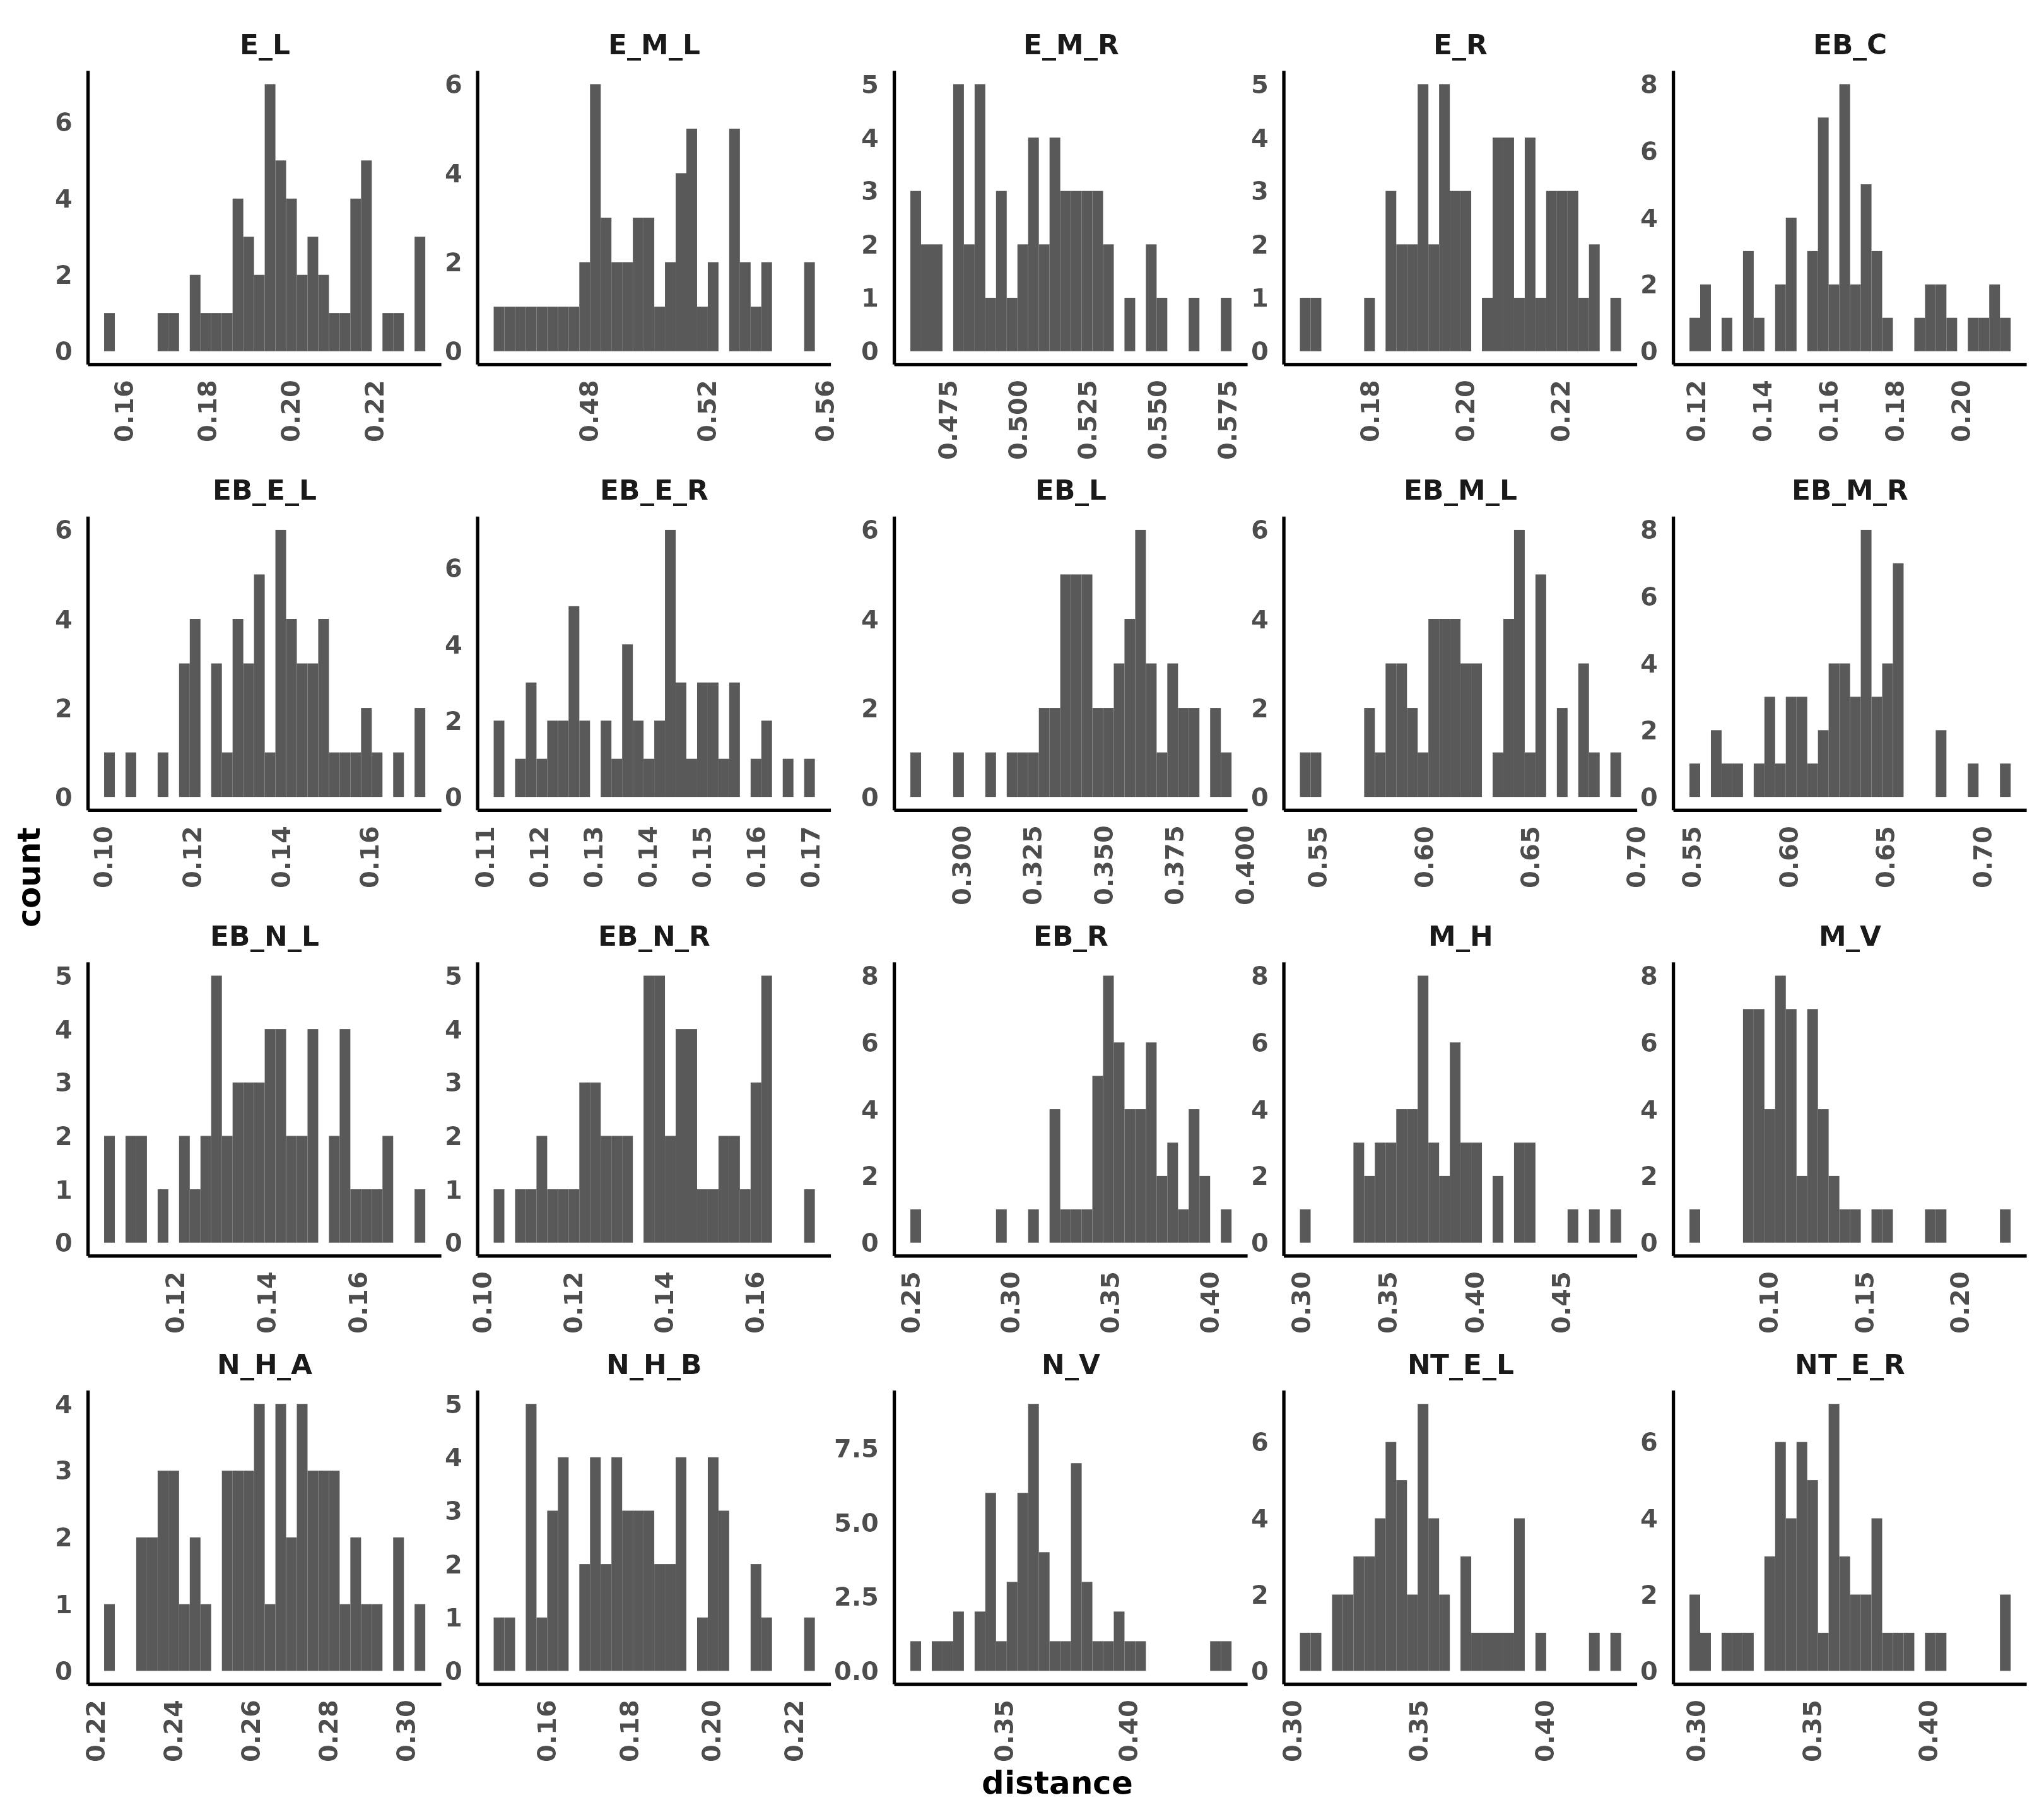 E_L E_M_L E_M_R E_R EB_C
0 2 4 6
0.16 0.18 0.20 0.22
0 2 4 6
0.48 0.52 0.56
0 1 2 3 4 5
0.475 0.500 0.525 0.550 0.575
0 1 2 3 4 5
0.18 0.20 0.22
0 2 4 6 8
0.12 0.14 0.16 0.18 0.20
EB_E_L EB_E_R EB_L EB_M_L EB_M_R
0 2 4 6
0.10 0.12 0.14 0.16
0 2 4 6
0.11 0.12 0.13 0.14 0.15 0.16 0.17
0 2 4 6
0.300 0.325 0.350 0.375 0.400
0 2 4 6
0.55 0.60 0.65 0.70
0 2 4 6 8
0.55 0.60 0.65 0.70
count
EB_N_L EB_N_R EB_R M_H M_V
0 1 2 3 4 5
0.12 0.14 0.16
0 1 2 3 4 5
0.10 0.12 0.14 0.16
0 2 4 6 8
0.25 0.30 0.35 0.40
0 2 4 6 8
0.30 0.35 0.40 0.45
0 2 4 6 8
0.10 0.15 0.20
N_H_A N_H_B N_V NT_E_L NT_E_R
0 1 2 3 4
0.22 0.24 0.26 0.28 0.30
0 1 2 3 4 5
0.16 0.18 0.20 0.22
0.0 2.5 5.0 7.5
0.35 0.40
0 2 4 6
0.30 0.35 0.40
0 2 4 6
0.30 0.35 0.40
distance